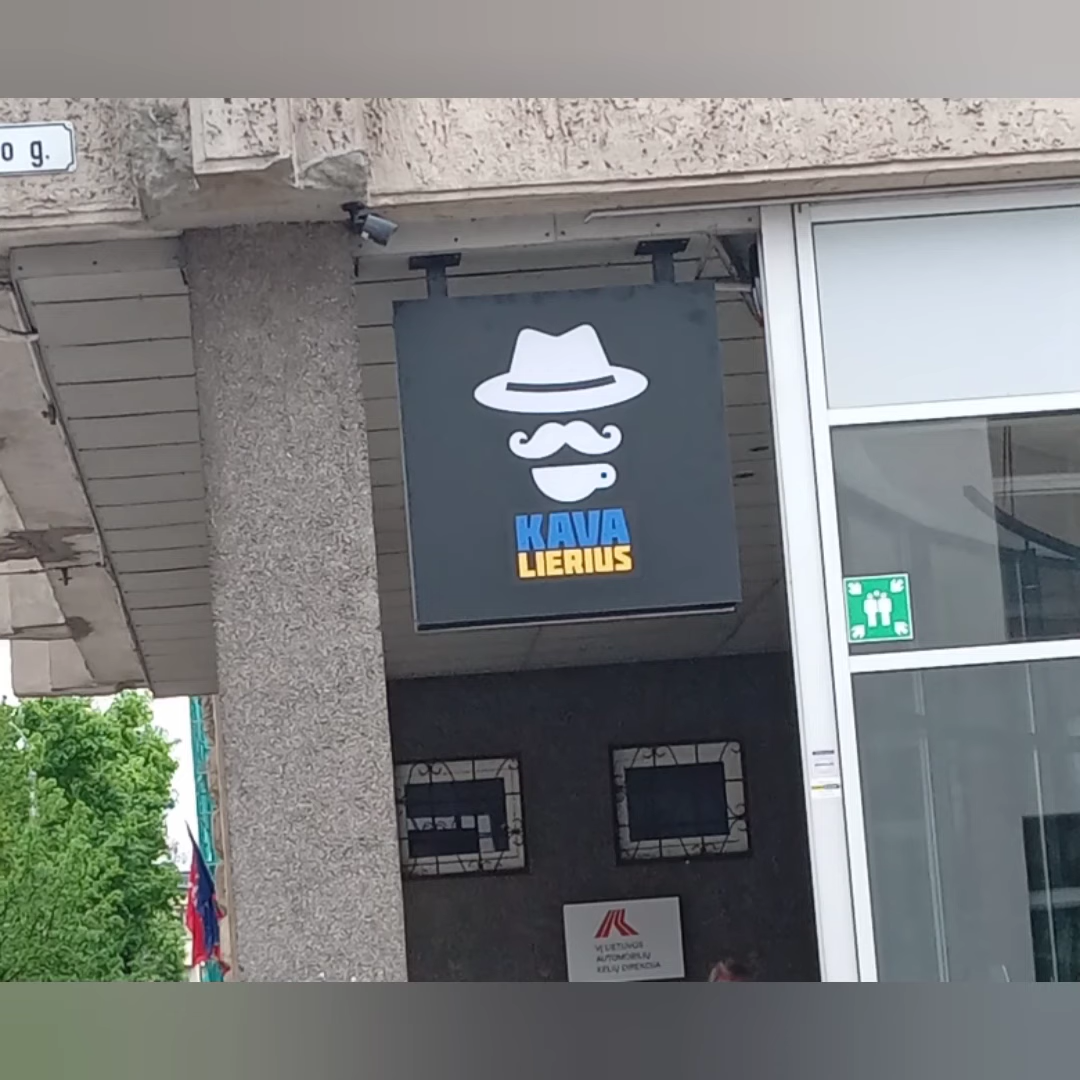 o g.
KAVA
LIERIUS
VĮ LIETUVOS
AUTOMOBILIŲ
KELIŲ DIREKCIJA